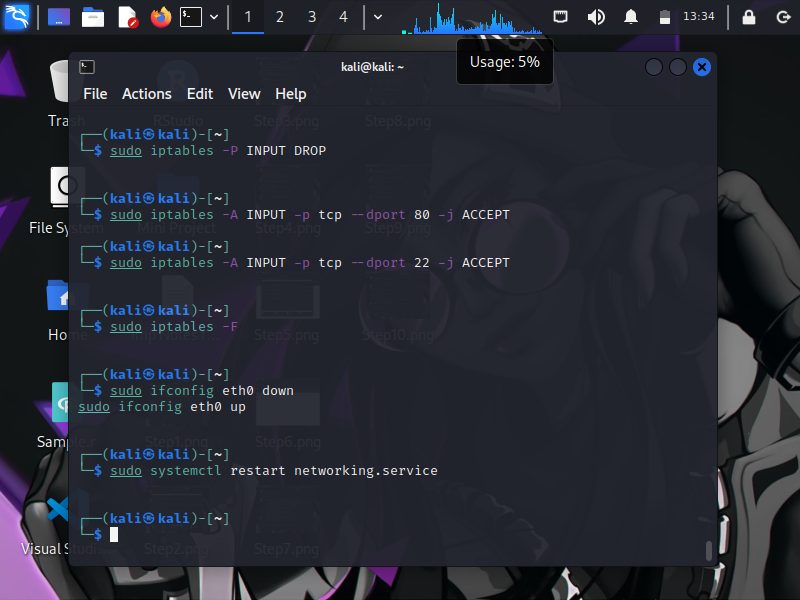 1 2 3 4 13:34
Usage: 5%
kali@kali: ~
File Actions Edit View Help
┌──(kali㉿kali)-[~]
└─$ sudo iptables -P INPUT DROP
┌──(kali㉿kali)-[~]
└─$ sudo iptables -A INPUT -p tcp --dport 80 -j ACCEPT
┌──(kali㉿kali)-[~]
└─$ sudo iptables -A INPUT -p tcp --dport 22 -j ACCEPT
┌──(kali㉿kali)-[~]
└─$ sudo iptables -F
┌──(kali㉿kali)-[~]
└─$ sudo ifconfig eth0 down
sudo ifconfig eth0 up
┌──(kali㉿kali)-[~]
└─$ sudo systemctl restart networking.service
┌──(kali㉿kali)-[~]
└─$
Trash RStudio Step3.png Step8.png
File System Mini Project Step4.png Step9.png
Home Step5.png Step10.png
Sample.r Step1.png Step6.png
Visual Studio Step2.png Step7.png